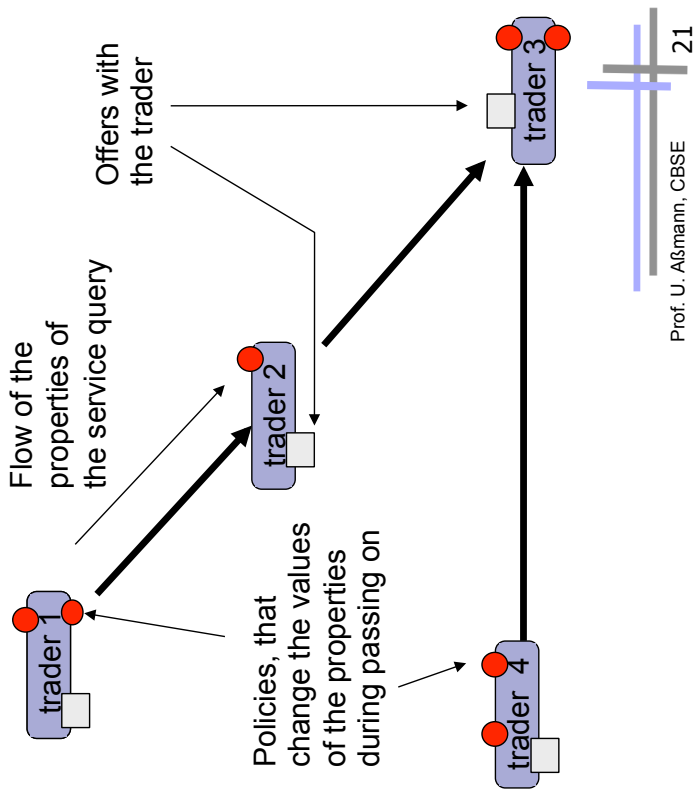 Flow of the
properties of
the service query
Offers with
the trader
trader 1
trader 2
trader 3
Policies, that
change the values
of the properties
during passing on
trader 4
Prof. U. Aßmann, CBSE
21